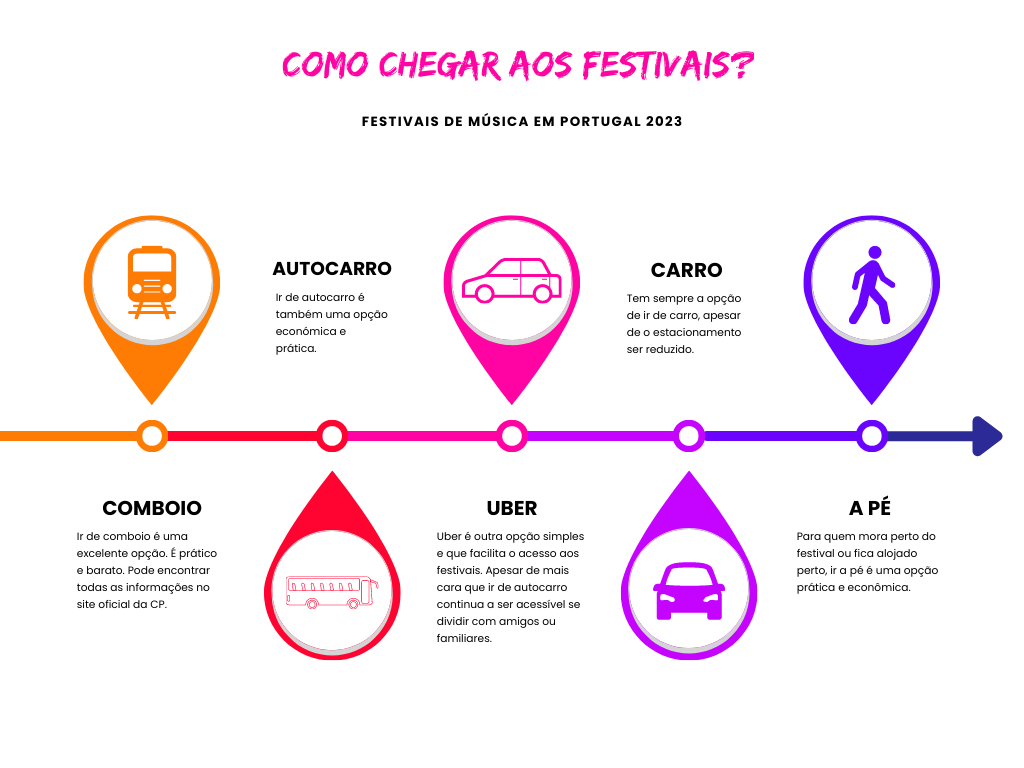 COMO CHEGAR AOS FESTIVAIS?
FESTIVAIS DE MÚSICA EM PORTUGAL 2023
AUTOCARRO
Ir de autocarro é
também uma opção
económica e
prática.
CARRO
Tem sempre a opção
de ir de carro, apesar
de o estacionamento
ser reduzido.
COMBOIO
Ir de comboio é uma
excelente opção. É prático
e barato. Pode encontrar
todas as informações no
site oficial da CP.
UBER
Uber é outra opção simples
e que facilita o acesso aos
festivais. Apesar de mais
cara que ir de autocarro
continua a ser acessível se
dividir com amigos ou
familiares.
A PÉ
Para quem mora perto do
festival ou fica alojado
perto, ir a pé é uma opção
prática e econômica.